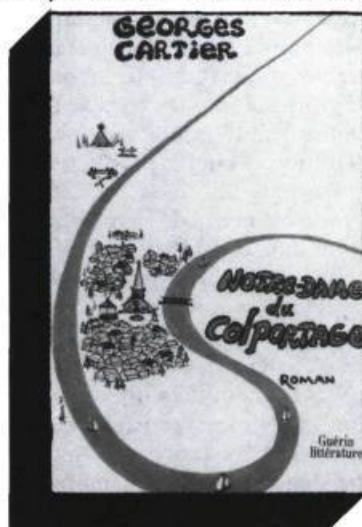 GEORGES
CARTIER
NOTRE-DAME
du
COLPORTAGE
ROMAN
Guérin
littérature